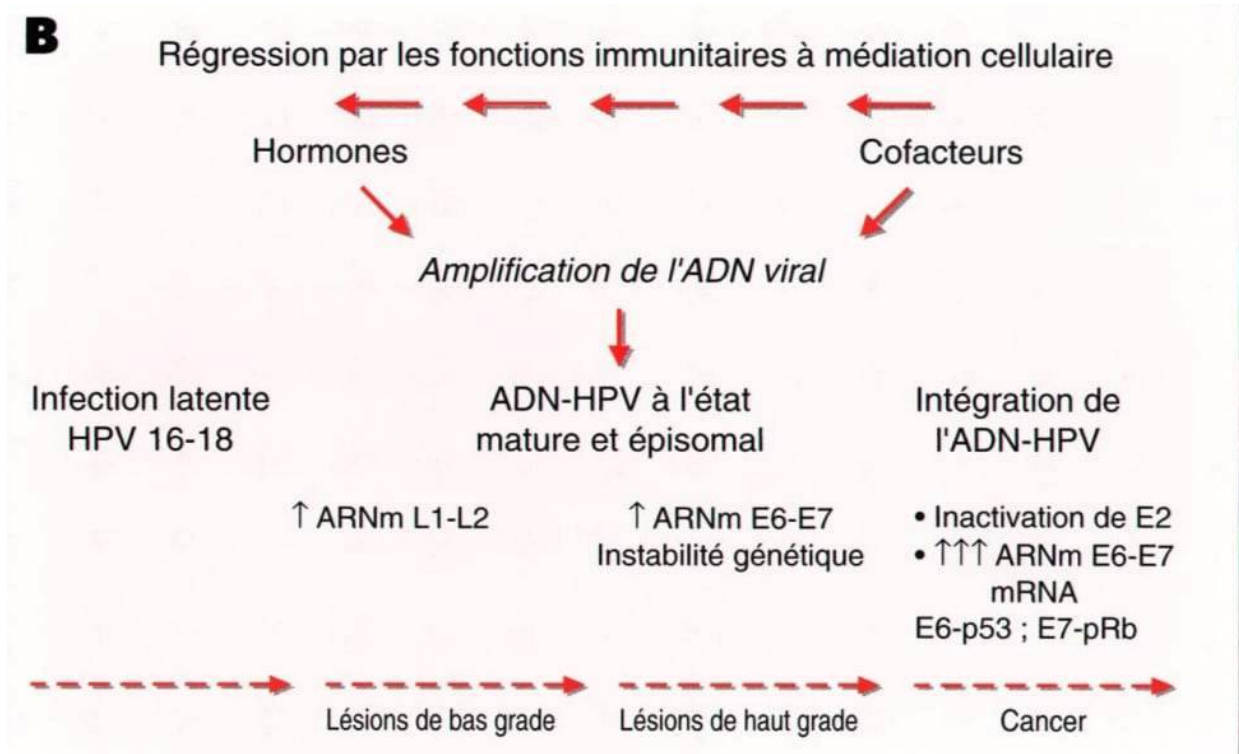 B
Régression par les fonctions immunitaires à médiation cellulaire
Hormones
Cofacteurs
Amplification de l'ADN viral
Infection latente
HPV 16-18
ADN-HPV à l'état
mature et épisomal
Intégration de
l'ADN-HPV
↑ ARNm L1-L2
↑ ARNm E6-E7
Instabilité génétique
• Inactivation de E2
• ↑↑↑ ARNm E6-E7
mRNA
E6-p53 ; E7-pRb
Lésions de bas grade
Lésions de haut grade
Cancer